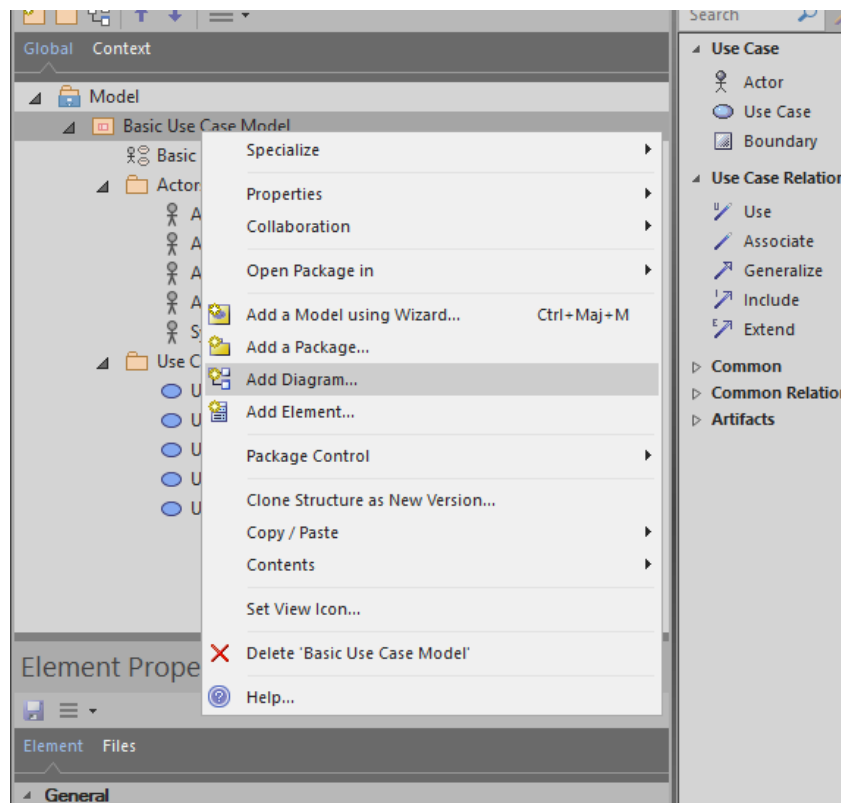 Search
Global Context
Model
Basic Use Case Model
Basic
Actor
A
A
A
A
S
Use C
U
U
U
U
U
Specialize
Properties
Collaboration
Open Package in
Add a Model using Wizard... Ctrl+Maj+M
Add a Package...
Add Diagram...
Add Element...
Package Control
Clone Structure as New Version...
Copy / Paste
Contents
Set View Icon...
Delete 'Basic Use Case Model'
Help...
Element Prope
Element Files
General
Use Case
Actor
Use Case
Boundary
Use Case Relation
Use
Associate
Generalize
Include
Extend
Common
Common Relation
Artifacts